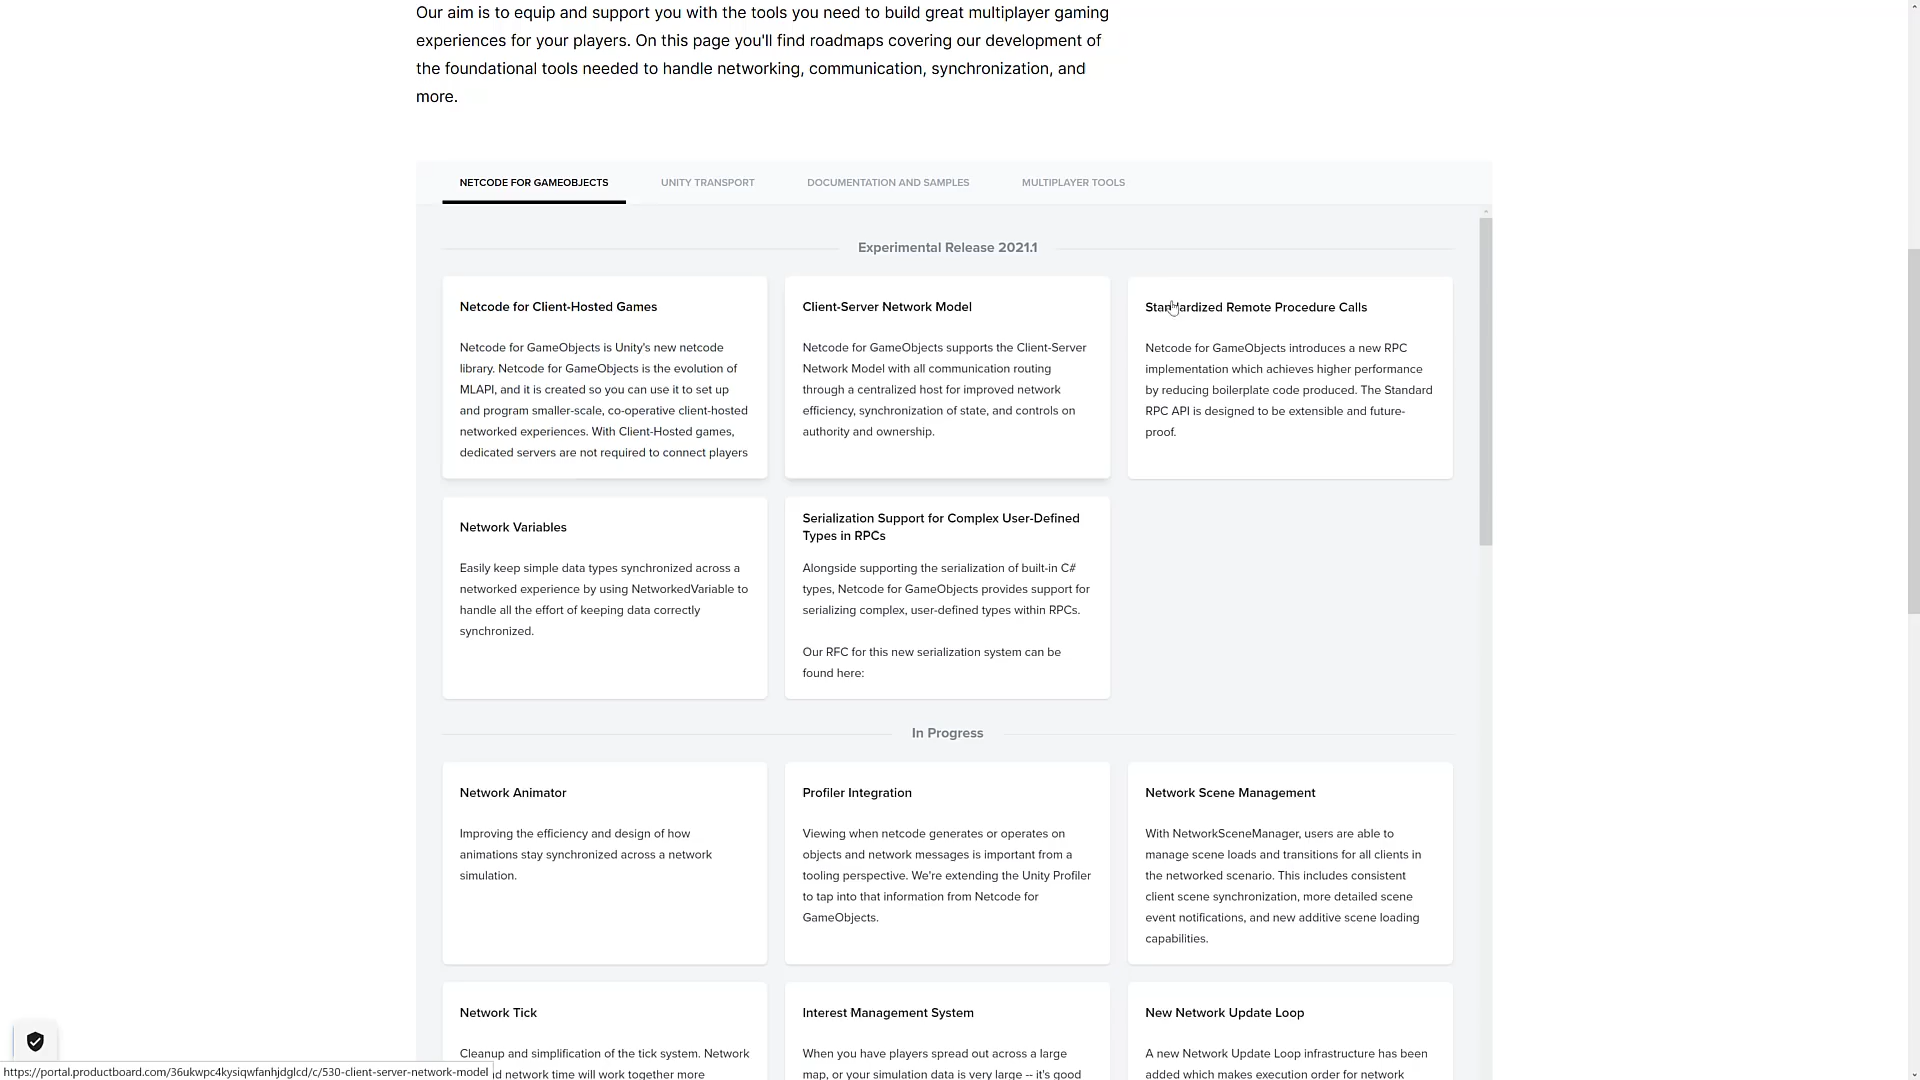 Our aim is to equip and support you with the tools you need to build great multiplayer gaming
experiences for your players. On this page you'll find roadmaps covering our development of
the foundational tools needed to handle networking, communication, synchronization, and
more.
NETCODE FOR GAMEOBJECTS
UNITY TRANSPORT
DOCUMENTATION AND SAMPLES
MULTIPLAYER TOOLS
Experimental Release 2021.1
Netcode for Client-Hosted Games
Netcode for GameObjects is Unity's new netcode
library. Netcode for GameObjects is the evolution of
MLAPI, and it is created so you can use it to set up
and program smaller-scale, co-operative client-hosted
networked experiences. With Client-Hosted games,
dedicated servers are not required to connect players
Client-Server Network Model
Netcode for GameObjects supports the Client-Server
Network Model with all communication routing
through a centralized host for improved network
efficiency, synchronization of state, and controls on
authority and ownership.
Standardized Remote Procedure Calls
Netcode for GameObjects introduces a new RPC
implementation which achieves higher performance
by reducing boilerplate code produced. The Standard
RPC API is designed to be extensible and future-
proof.
Network Variables
Easily keep simple data types synchronized across a
networked experience by using NetworkedVariable to
handle all the effort of keeping data correctly
synchronized.
Serialization Support for Complex User-Defined
Types in RPCs
Alongside supporting the serialization of built-in C#
types, Netcode for GameObjects provides support for
serializing complex, user-defined types within RPCs.
Our RFC for this new serialization system can be
found here:
In Progress
Network Animator
Improving the efficiency and design of how
animations stay synchronized across a network
simulation.
Profiler Integration
Viewing when netcode generates or operates on
objects and network messages is important from a
tooling perspective. We're extending the Unity Profiler
to tap into that information from Netcode for
GameObjects.
Network Scene Management
With NetworkSceneManager, users are able to
manage scene loads and transitions for all clients in
the networked scenario. This includes consistent
client scene synchronization, more detailed scene
event notifications, and new additive scene loading
capabilities.
Network Tick
Cleanup and simplification of the tick system. Network
network time will work together more
Interest Management System
When you have players spread out across a large
map, or your simulation data is very large -- it's good
New Network Update Loop
A new Network Update Loop infrastructure has been
added which makes execution order for network
https://portal.productboard.com/36ukwpc4kysiqwfanhjdglcd/c/530-client-server-network-model